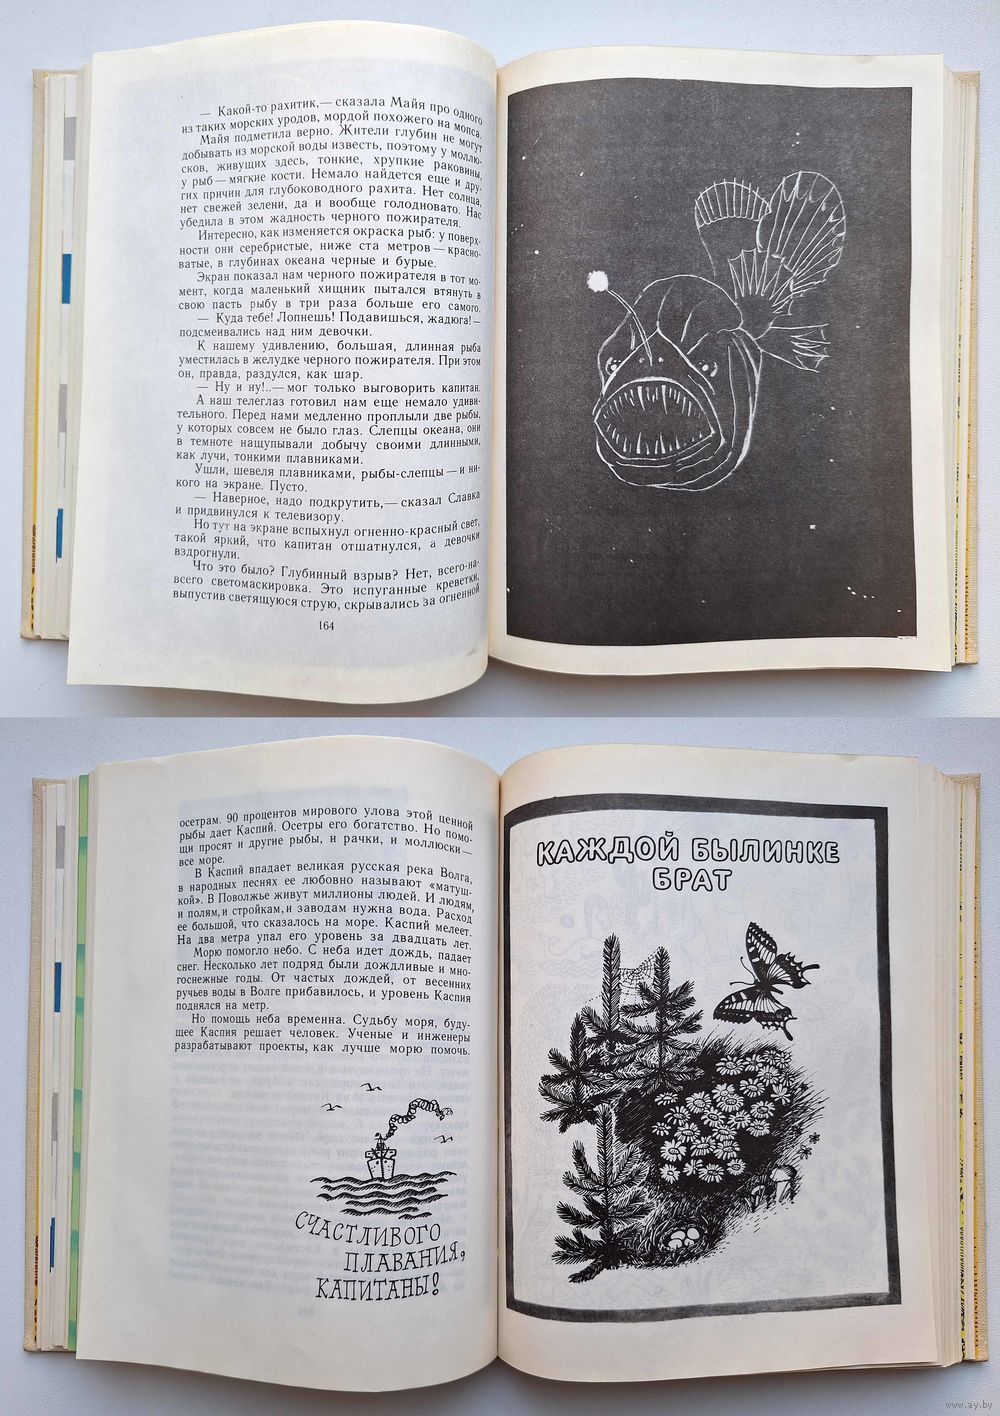 — Какой-то рахитик,— сказала Майя про одного
из таких морских уродов, мордой похожего на мопса.
Майя подметила верно. Жители глубин не могут
добывать из морской воды известь, поэтому у моллю-
сков, живущих здесь, тонкие, хрупкие раковины,
у рыб — мягкие кости. Немало найдется еще и дру-
гих причин для глубоководного рахита. Нет солнца,
нет свежей зелени, да и вообще голодновато. Нас
убедила в этом жадность черного пожирателя.
Интересно, как изменяется окраска рыб: у поверх-
ности они серебристые, ниже ста метров — красно-
ватые, в глубинах океана черные и бурые.
Экран показал нам черного пожирателя в тот мо-
мент, когда маленький хищник пытался втянуть в
свою пасть рыбу в три раза больше его самого.
— Куда тебе! Лопнешь! Подавишься, жадюга! —
подсмеивались над ним девочки.
К нашему удивлению, большая, длинная рыба
уместилась в желудке черного пожирателя. При этом
он, правда, раздулся, как шар.
— Ну и ну!..— мог только выговорить капитан.
А наш телеглаз готовил нам еще немало удиви-
тельного. Перед нами медленно проплыли две рыбы,
у которых совсем не было глаз. Слепцы океана, они
в темноте нащупывали добычу своими длинными,
как лучи, тонкими плавниками.
Ушли, шевеля плавниками, рыбы-слепцы — и ни-
кого на экране. Пусто.
— Наверное, надо подкрутить,— сказал Славка
и придвинулся к телевизору.
Но тут на экране вспыхнул огненно-красный свет,
такой яркий, что капитан отшатнулся, а девочки
вздрогнули.
Что это было? Глубинный взрыв? Нет, всего-на-
всего светомаскировка. Это испуганные креветки,
выпустив светящуюся струю, скрывались за огненной
164
осетрам. 90 процентов мирового улова этой ценной
рыбы дает Каспий. Осетры его богатство. Но помо-
щи просят и другие рыбы, и рачки, и моллюски —
все море.
В Каспий впадает великая русская река Волга,
в народных песнях ее любовно называют «матуш-
кой». В Поволжье живут миллионы людей. И людям,
и полям, и стройкам, и заводам нужна вода. Расход
ее большой, что сказалось на море. Каспий мелеет.
На два метра упал его уровень за двадцать лет.
Морю помогло небо. С неба идет дождь, падает
снег. Несколько лет подряд были дождливые и мно-
госнежные годы. От частых дождей, от весенних
ручьев воды в Волге прибавилось, и уровень Каспия
поднялся на метр.
Но помощь неба временна. Судьбу моря, буду-
щее Каспия решает человек. Ученые и инженеры
разрабатывают проекты, как лучше морю помочь.
СЧАСТЛИВОГО
ПЛАВАНИЯ,
КАПИТАНЫ!
КАЖДОЙ БЫЛИНКЕ
БРАТ
www.ay.by